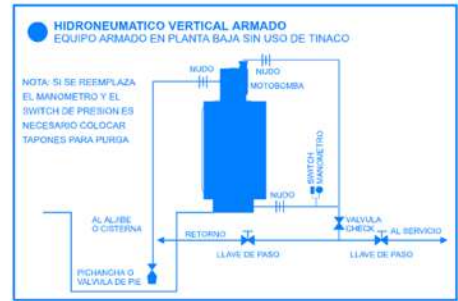 HIDRONEUMATICO VERTICAL ARMADO
EQUIPO ARMADO EN PLANTA BAJA SIN USO DE TINACO
NOTA: SI SE REEMPLAZA
EL MANOMETRO Y EL
SWITCH DE PRESION ES
NECESARIO COLOCAR
TAPONES PARA PURGA
NUDO
NUDO
MOTOBOMBA
SWITCH
MANOMETRO
NUDO
AL ALJIBE
O CISTERNA
RETORNO
VALVULA
CHECK
AL SERVICIO
LLAVE DE PASO
LLAVE DE PASO
PICHANCHA O
VALVULA DE PIE